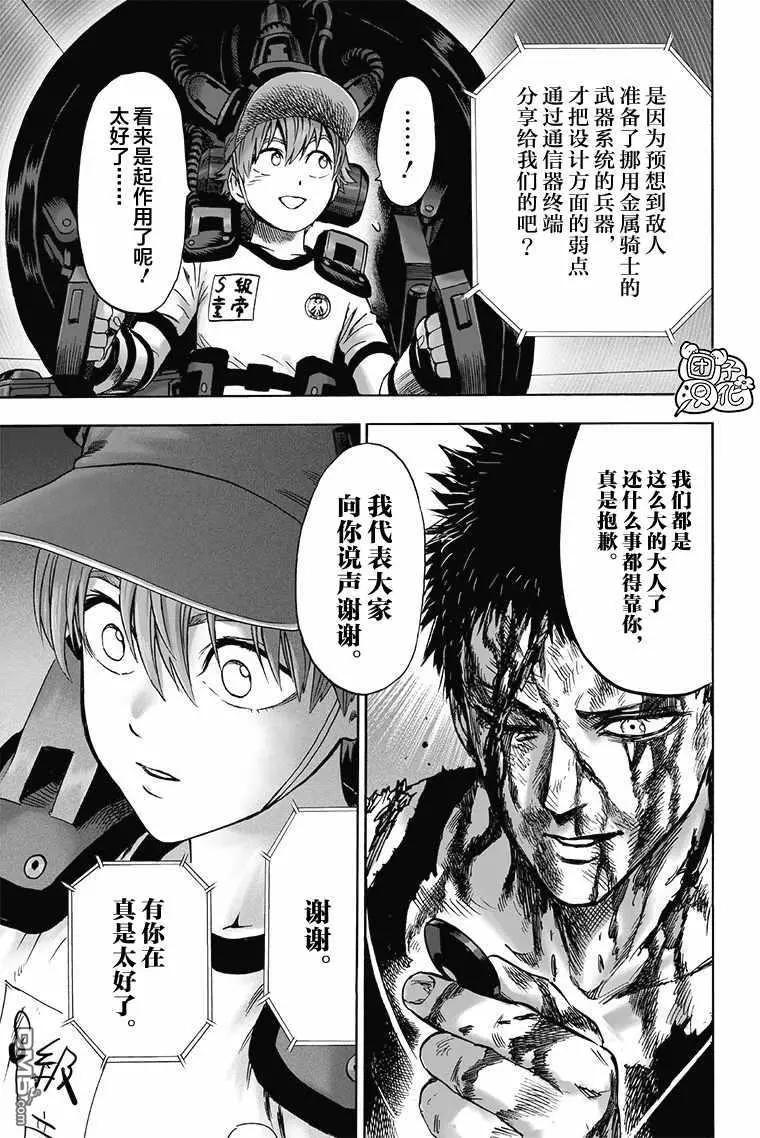 是因为预想到敌人
准备了挪用金属骑士的
武器系统的兵器，
才把设计方面的弱点
通过通信器终端
分享给我们的吧？
………
…！
看来是起作用了呢！
太好了………
S級
童帝
团子
汉化
我们都是
这么大的大人了
还什么事都得靠你，
真是抱歉。
我代表大家
向你说声谢谢。
谢谢。
有你在
真是太好了。
級